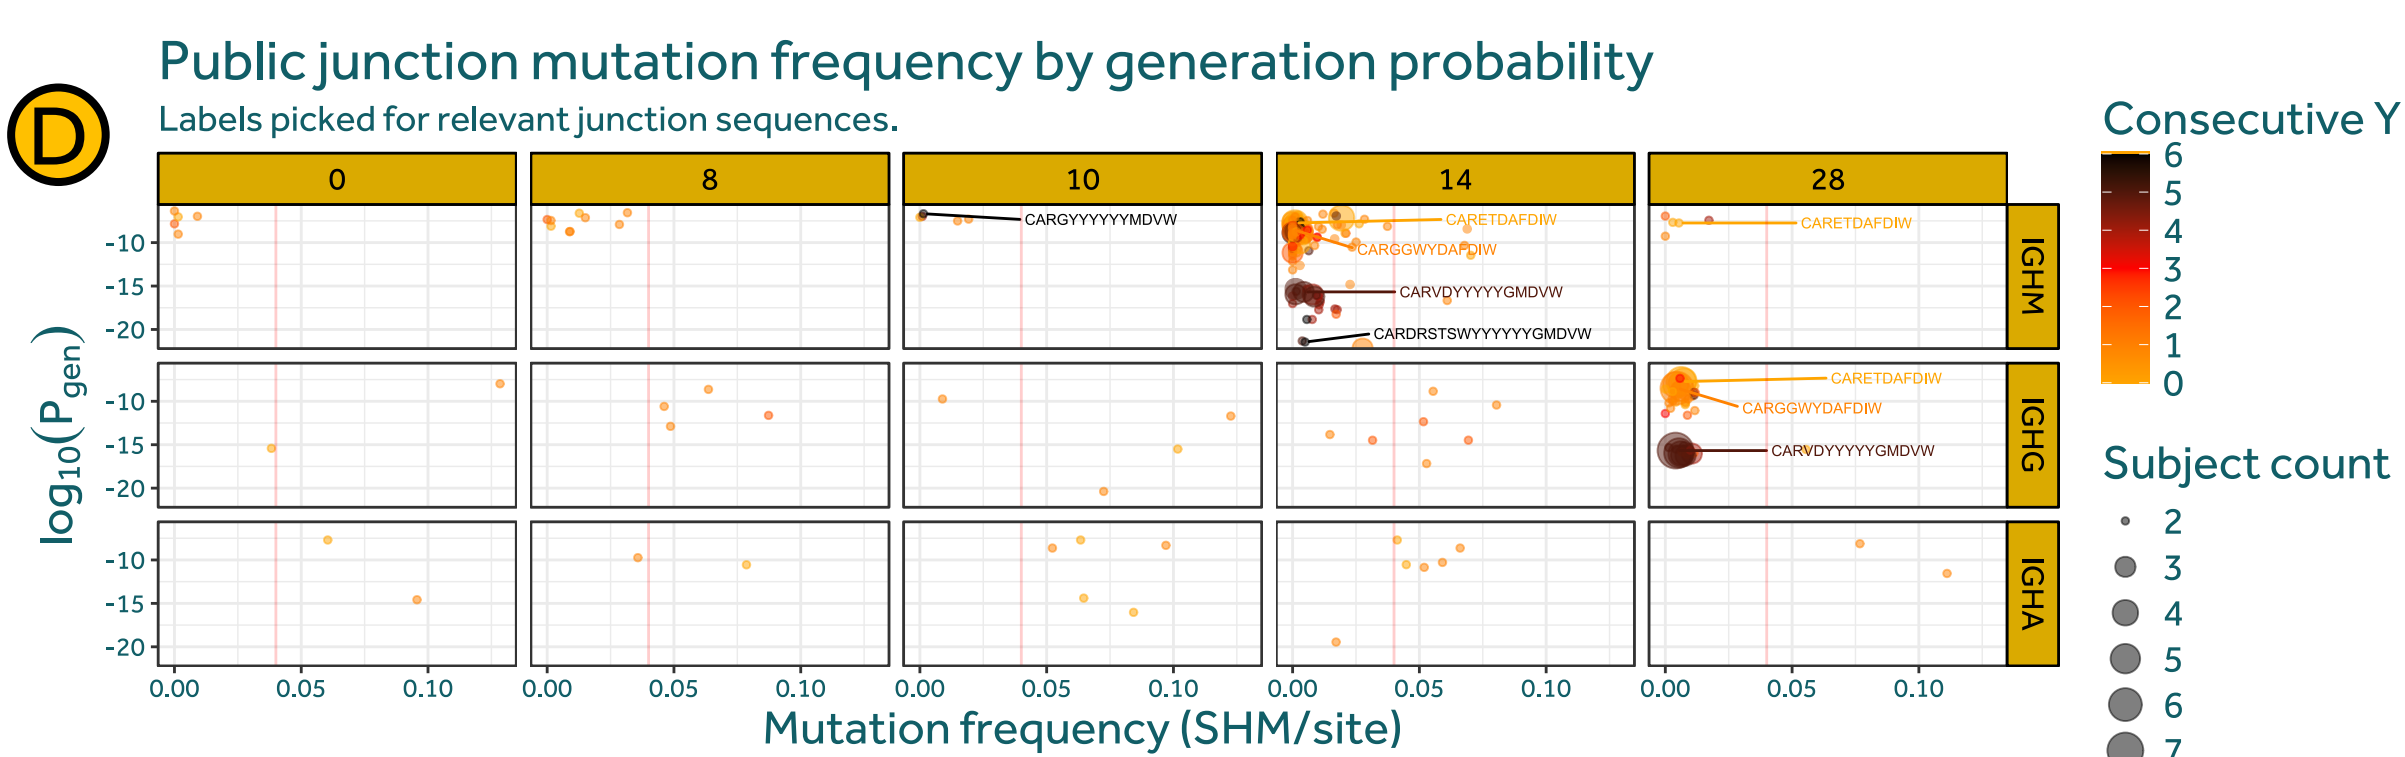 D
Public junction mutation frequency by generation probability
Labels picked for relevant junction sequences.
0
8
10
14
28
IGHM
IGHG
IGHA
log10(Pgen)
-10
-15
-20
-10
-15
-20
-10
-15
-20
CARGYYYYYYMDVW
CARETDAFDIW
CARGGWYDAFDIW
CARVDYYYYYGMDVW
CARDRSTSWYYYYYYGMDVW
CARETDAFDIW
CARETDAFDIW
CARGGWYDAFDIW
CARVDYYYYYGMDVW
0.00 0.05 0.10
0.00 0.05 0.10
0.00 0.05 0.10
0.00 0.05 0.10
0.00 0.05 0.10
Mutation frequency (SHM/site)
Consecutive Y
6
5
4
3
2
1
0
Subject count
2
3
4
5
6
7